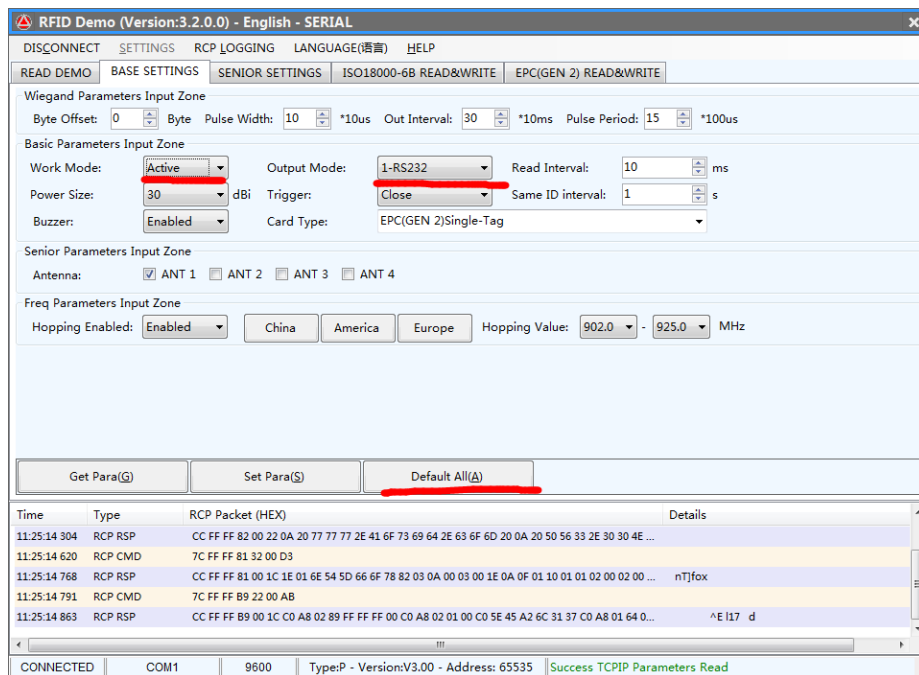 RFID Demo (Version:3.2.0.0) - English - SERIAL
DISCONNECT SETTINGS RCP LOGGING LANGUAGE(语言) HELP
READ DEMO BASE SETTINGS SENIOR SETTINGS ISO18000-6B READ&WRITE EPC(GEN 2) READ&WRITE
Wiegand Parameters Input Zone
Byte Offset: 0 Byte Pulse Width: 10 *10us Out Interval: 30 *10ms Pulse Period: 15 *100us
Basic Parameters Input Zone
Work Mode: Active Output Mode: 1-RS232 Read Interval: 10 ms
Power Size: 30 dBi Trigger: Close Same ID interval: 1 s
Buzzer: Enabled Card Type: EPC(GEN 2)Single-Tag
Senior Parameters Input Zone
Antenna: ANT 1 ANT 2 ANT 3 ANT 4
Freq Parameters Input Zone
Hopping Enabled: Enabled China America Europe Hopping Value: 902.0 - 925.0 MHz
Get Para(G) Set Para(S) Default All(A)
Time Type RCP Packet (HEX) Details
11:25:14 304 RCP RSP CC FF FF 82 00 22 0A 20 77 77 77 2E 41 6F 73 69 64 2E 63 6F 6D 20 0A 20 50 56 33 2E 30 30 4E ...
11:25:14 620 RCP CMD 7C FF FF 81 32 00 D3
11:25:14 768 RCP RSP CC FF FF 81 00 1C 1E 01 6E 54 5D 66 6F 78 82 03 0A 00 03 00 1E 0A 0F 01 10 01 01 02 00 02 00 ... nT]fox
11:25:14 791 RCP CMD 7C FF FF B9 22 00 AB
11:25:14 863 RCP RSP CC FF FF B9 00 1C C0 A8 02 89 FF FF FF 00 C0 A8 02 01 00 C0 5E 45 A2 6C 31 37 C0 A8 01 64 0... ^E l17 d
CONNECTED COM1 9600 Type:P - Version:V3.00 - Address: 65535 Success TCPIP Parameters Read